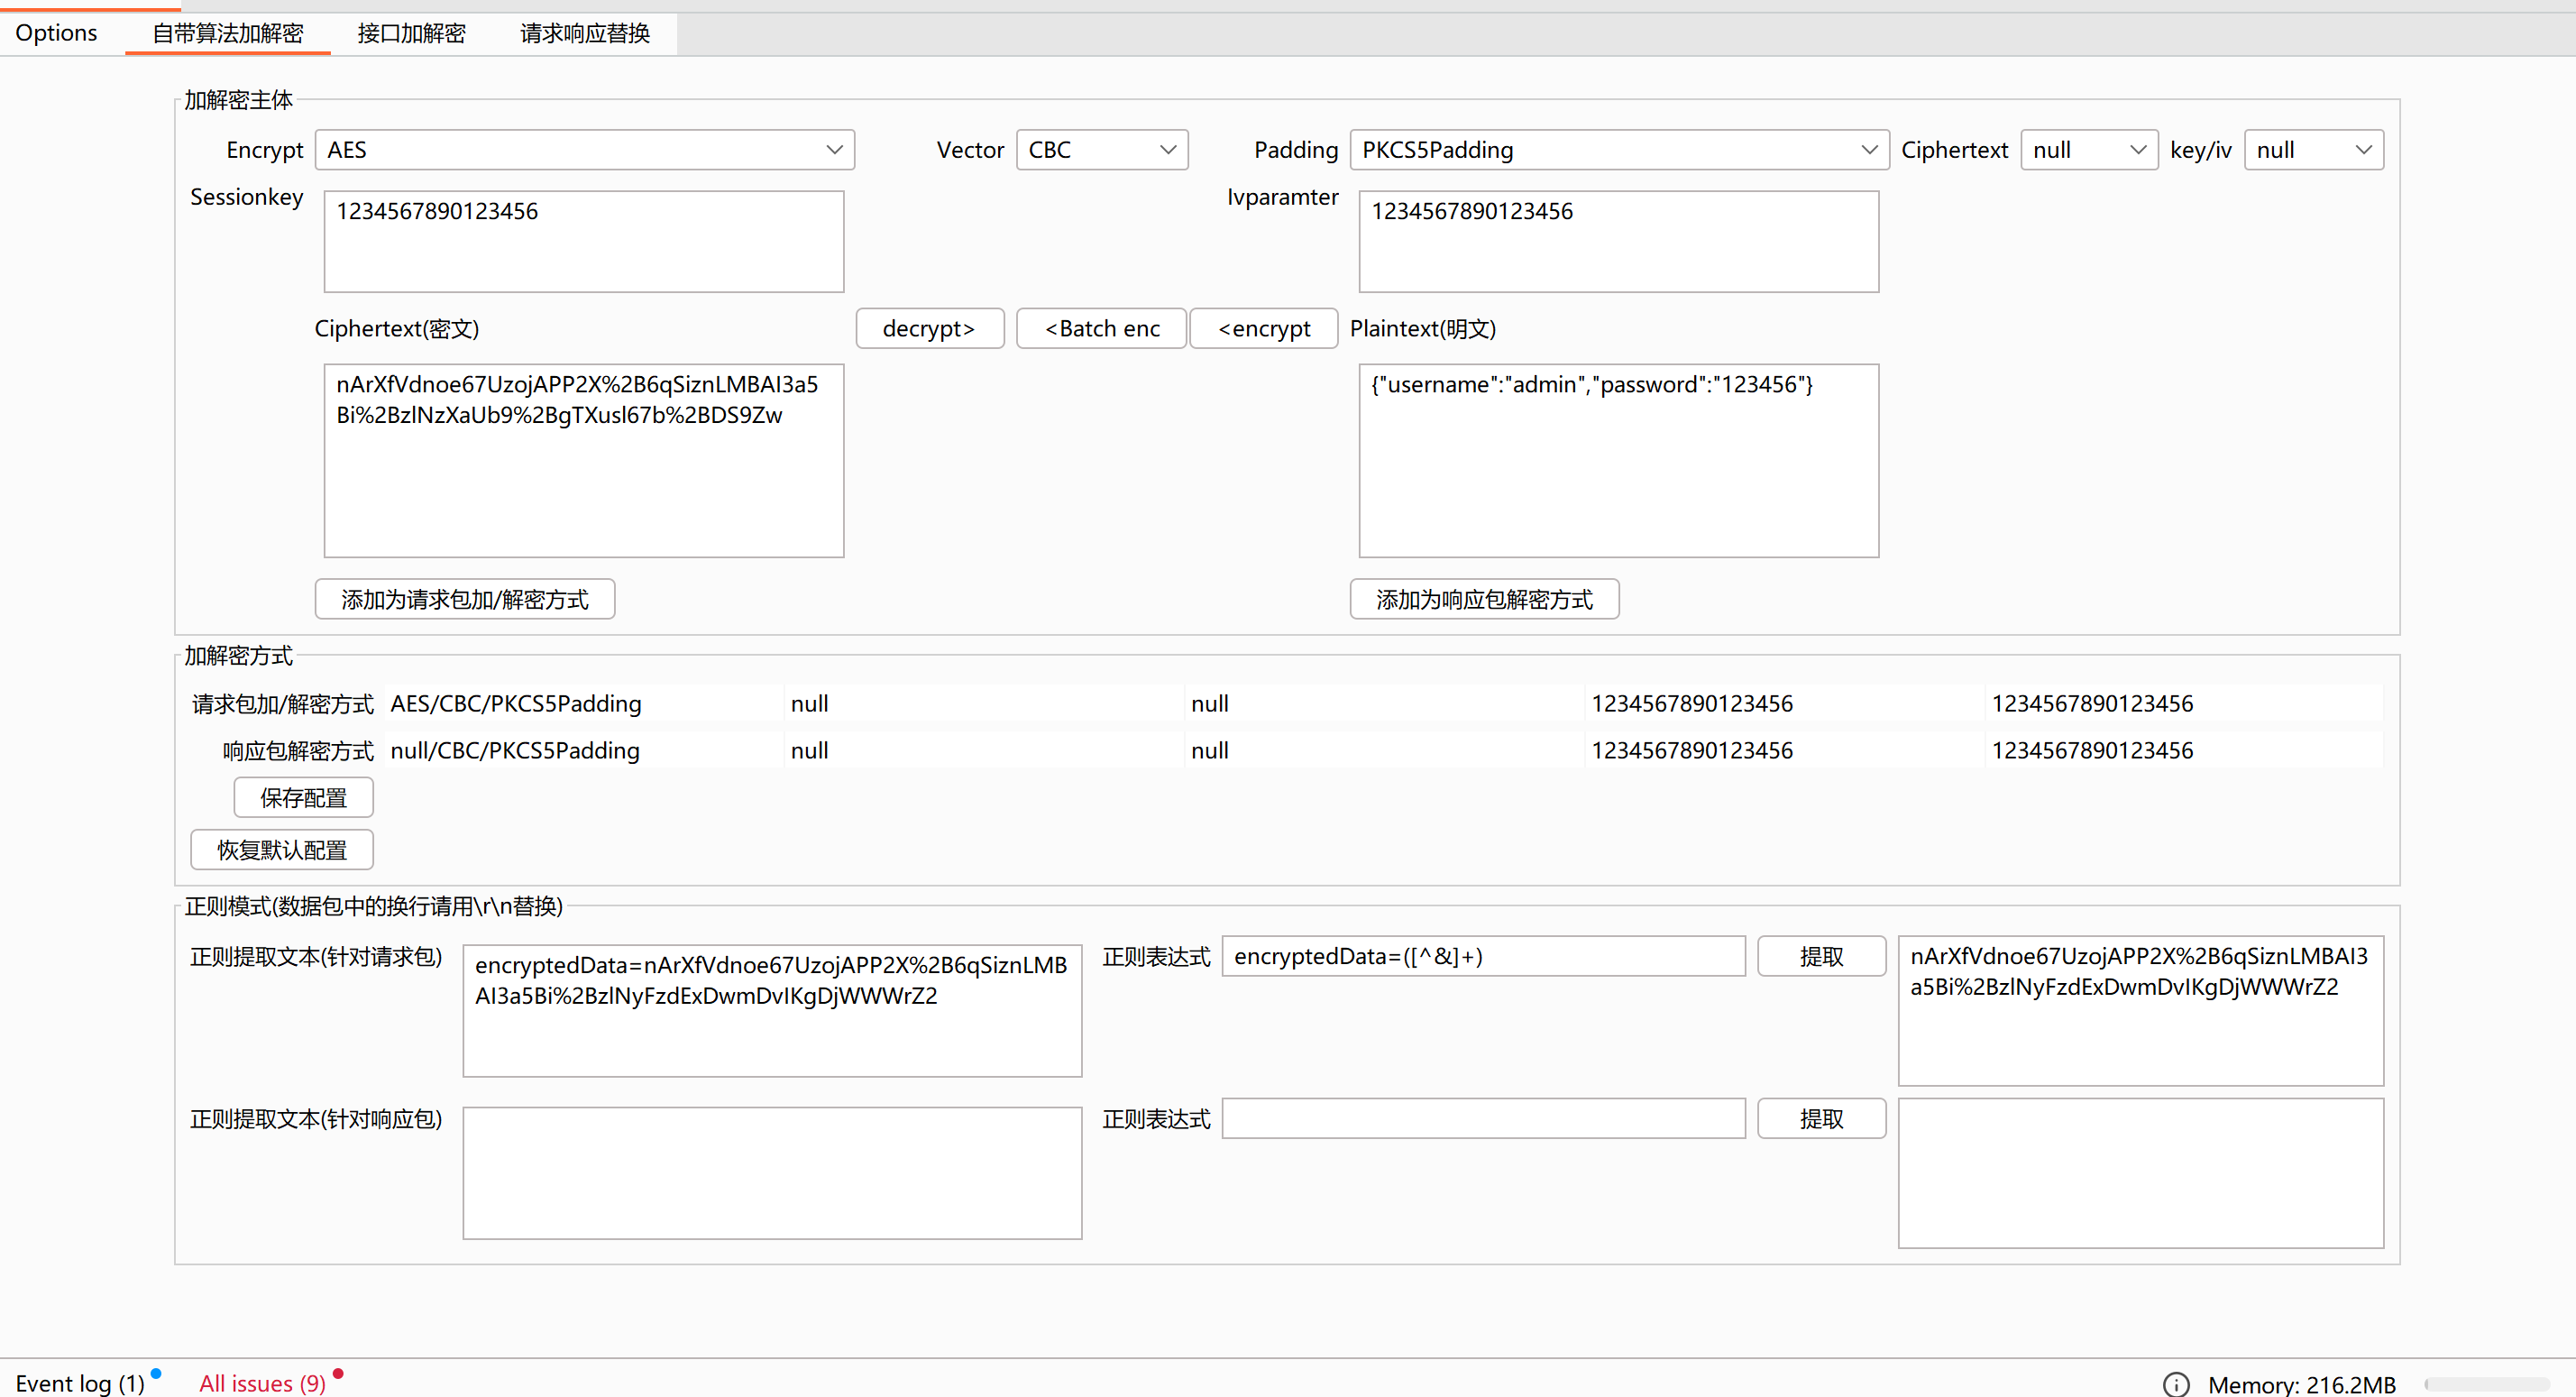 Options 自带算法加解密 接口加解密 请求响应替换
加解密主体
Encrypt AES Vector CBC Padding PKCS5Padding Ciphertext null key/iv null
Sessionkey 1234567890123456 Ivparamter 1234567890123456
Ciphertext(密文) decrypt> <Batch enc <encrypt Plaintext(明文)
nArXfVdnoe67UzojAPP2X%2B6qSiznLMBAI3a5
Bi%2BzlNzXaUb9%2BgTXusl67b%2BDS9Zw
{"username":"admin","password":"123456"}
添加为请求包加/解密方式 添加为响应包解密方式
加解密方式
请求包加/解密方式 AES/CBC/PKCS5Padding null null 1234567890123456 1234567890123456
响应包解密方式 null/CBC/PKCS5Padding null null 1234567890123456 1234567890123456
保存配置
恢复默认配置
正则模式(数据包中的换行请用\r\n替换)
正则提取文本(针对请求包)
encryptedData=nArXfVdnoe67UzojAPP2X%2B6qSiznLMB
AI3a5Bi%2BzlNyFzdExDwmDvIKgDjWWWrZ2
正则表达式 encryptedData=([^&]+) 提取
nArXfVdnoe67UzojAPP2X%2B6qSiznLMBAI3
a5Bi%2BzlNyFzdExDwmDvIKgDjWWWrZ2
正则提取文本(针对响应包) 正则表达式 提取
Event log (1) All issues (9) Memory: 216.2MB